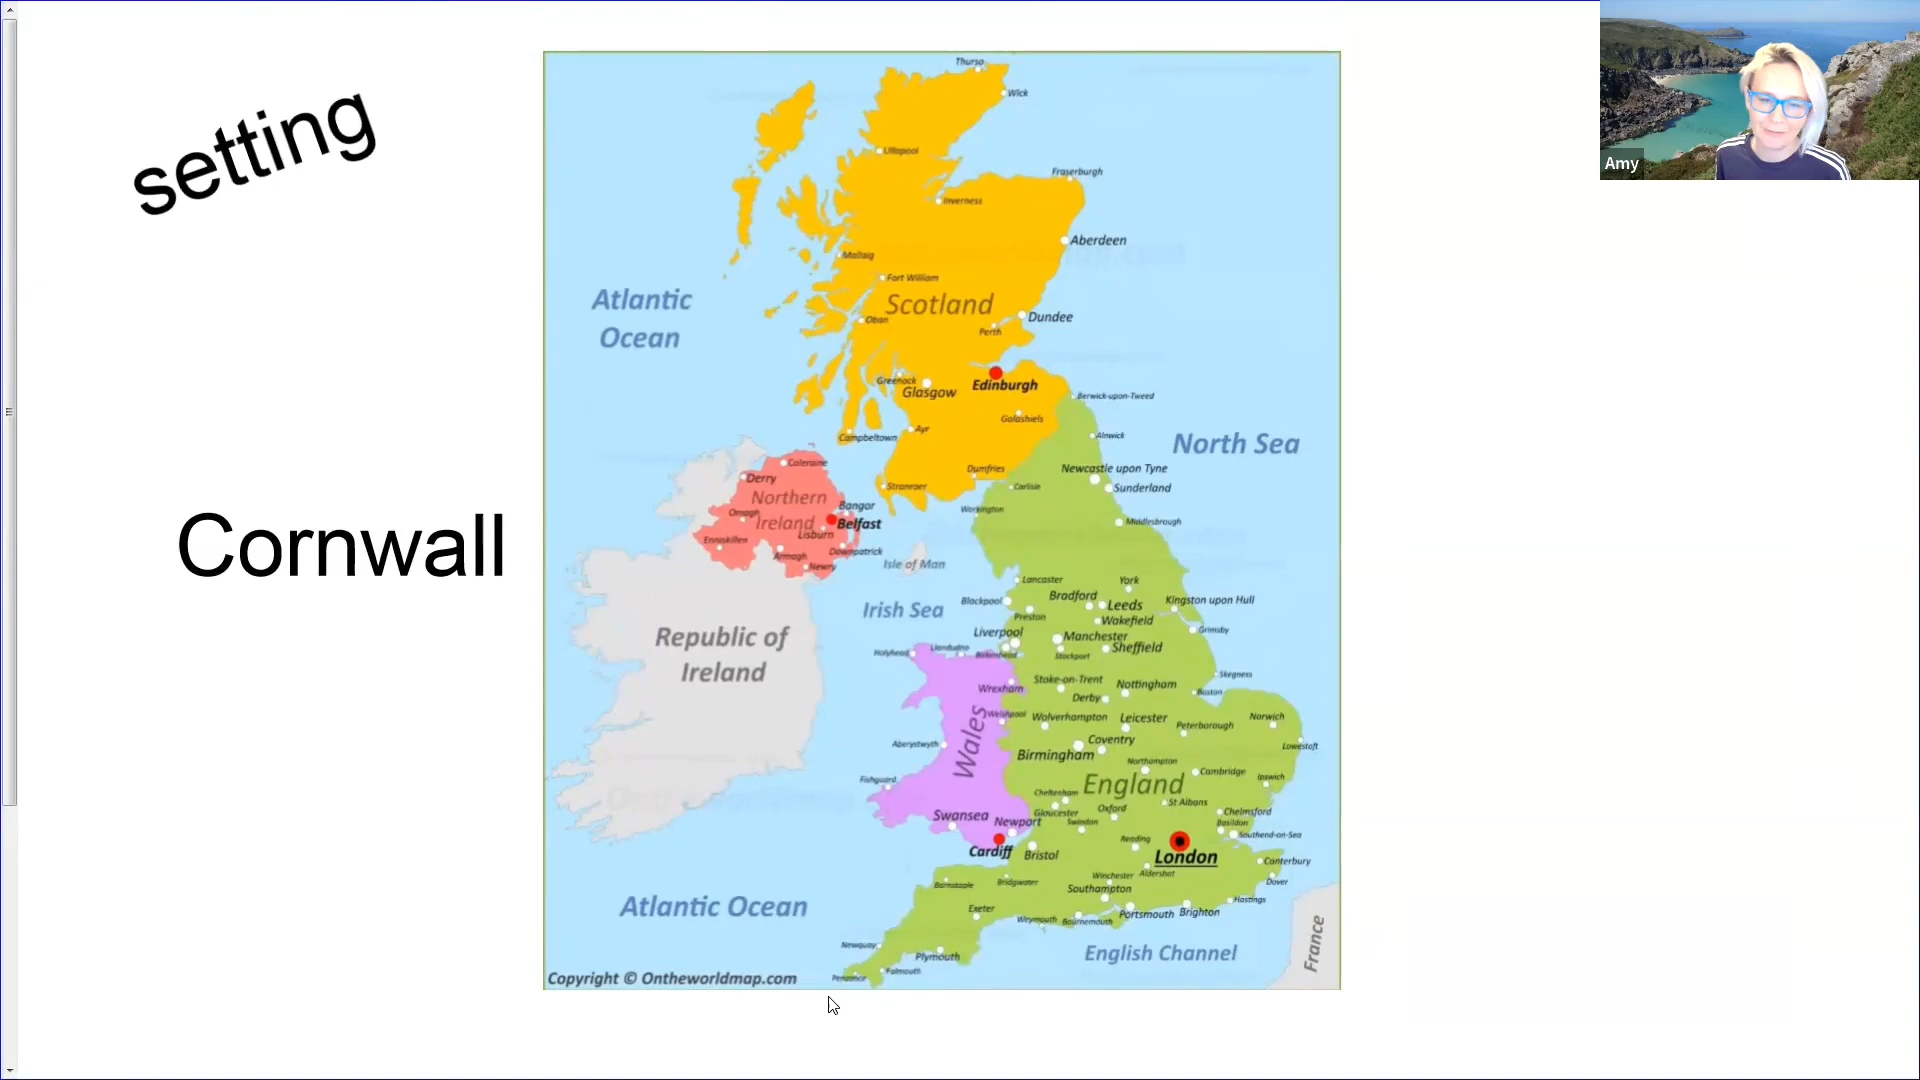 setting
Cornwall
Amy
Thurso
Wick
Ullapool
Fraserburgh
Inverness
Aberdeen
Mallaig
Fort William
Atlantic
Ocean
Scotland
Oban
Dundee
Perth
Greenock
Glasgow
Edinburgh
Berwick-upon-Tweed
Galashiels
Ayr
Campbeltown
Alnwick
North Sea
Coleraine
Dumfries
Newcastle upon Tyne
Derry
Stranraer
Carlisle
Sunderland
Northern
Ireland
Bangor
Workington
Omagh
Belfast
Middlesbrough
Lisburn
Enniskillen
Armagh
Downpatrick
Newry
Isle of Man
Lancaster
York
Irish Sea
Blackpool
Bradford
Leeds
Kingston upon Hull
Preston
Wakefield
Grimsby
Republic of
Ireland
Liverpool
Manchester
Holyhead
Llandudno
Birkenhead
Stockport
Sheffield
Skegness
Wrexham
Stoke-on-Trent
Nottingham
Boston
Derby
Wales
Welshpool
Wolverhampton
Leicester
Peterborough
Norwich
Aberystwyth
Coventry
Lowestoft
Birmingham
Northampton
Cambridge
Ipswich
Fishguard
England
Cheltenham
St Albans
Gloucester
Oxford
Chelmsford
Swansea
Newport
Swindon
Basildon
Southend-on-Sea
Cardiff
Bristol
Reading
London
Canterbury
Barnstaple
Bridgwater
Winchester
Aldershot
Dover
Southampton
Atlantic Ocean
Exeter
Weymouth
Bournemouth
Portsmouth
Brighton
Hastings
Newquay
Plymouth
English Channel
France
Penzance
Falmouth
Copyright © Ontheworldmap.com